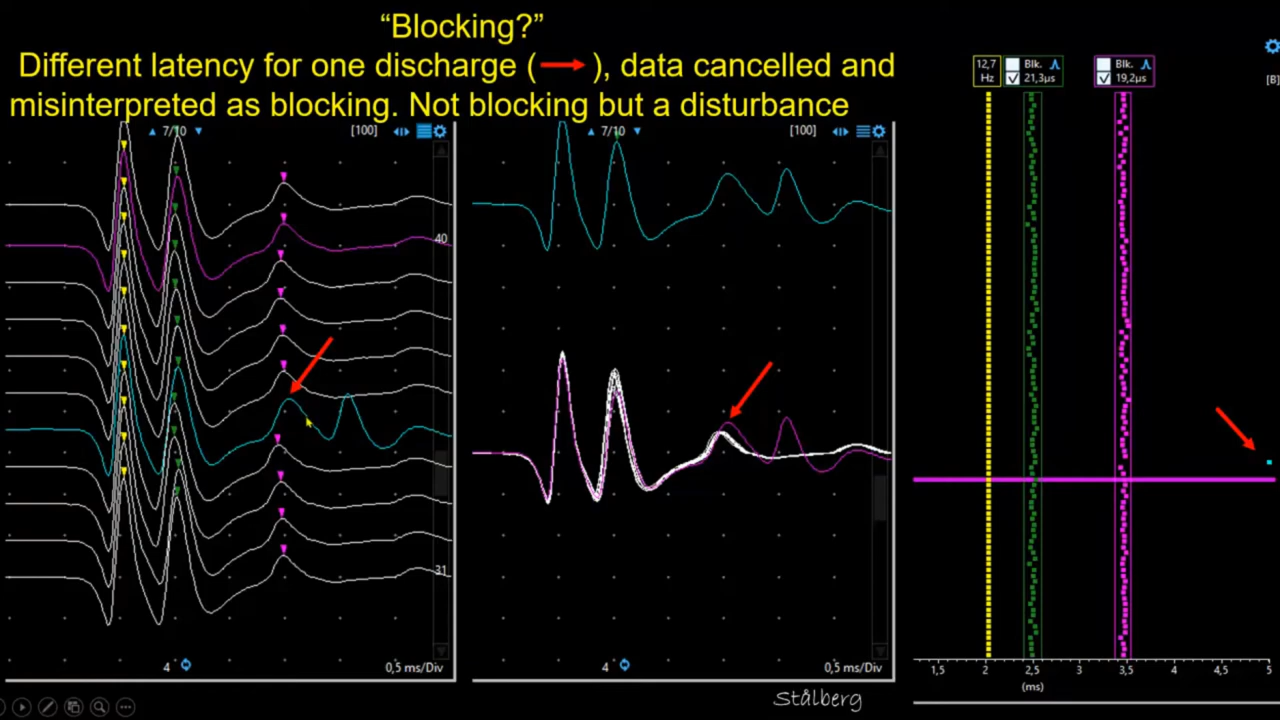 “Blocking?”
Different latency for one discharge ( ), data cancelled and
misinterpreted as blocking. Not blocking but a disturbance
7/10 [100]
40
31
4 0,5 ms/Div
7/10 [100]
4 0,5 ms/Div
12,7
Hz
Blk.
21,3µs
Blk.
19,2µs
[B]
1,5 2 2,5 3 3,5 4 4,5 5
(ms)
Stålberg